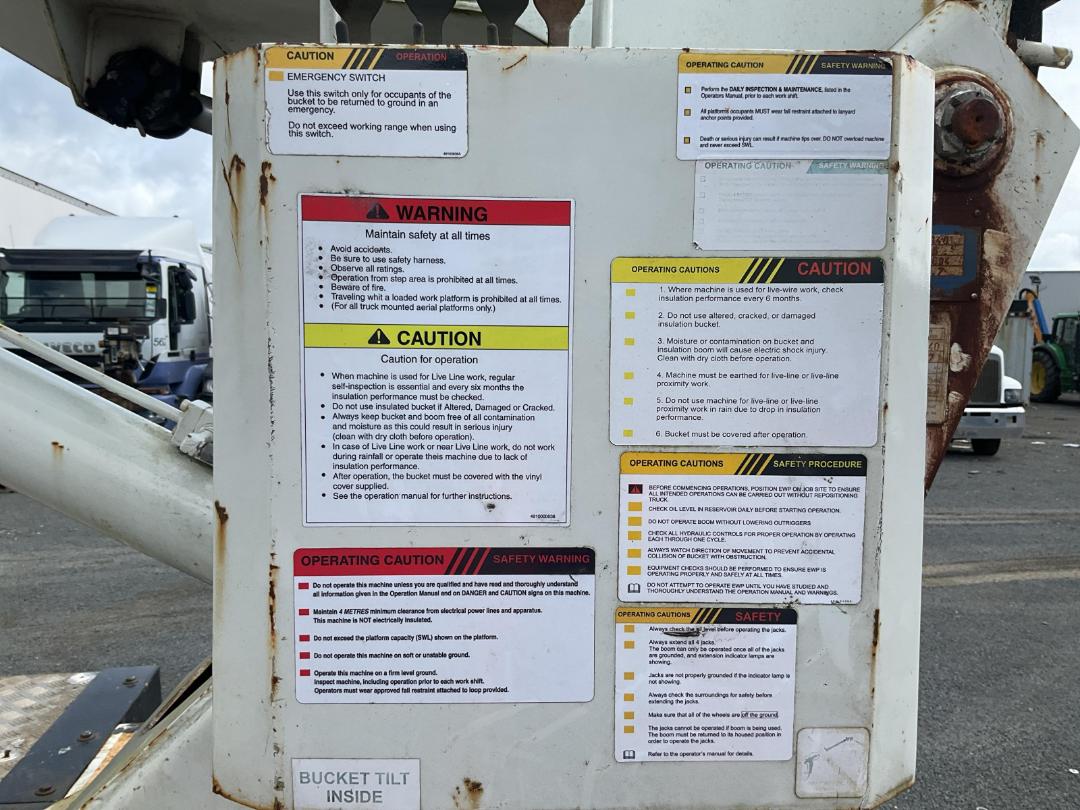 CAUTION OPERATION
EMERGENCY SWITCH
Use this switch only for occupants of the
bucket to be returned to ground in an
emergency.
Do not exceed working range when using
this switch.
OPERATING CAUTION SAFETY WARNING
Perform the DAILY INSPECTION & MAINTENANCE, listed in the
Operators Manual, prior to each work shift.
All platform occupants MUST wear fall restraint attached to lanyard
anchor points provided.
Death or serious injury can result if machine tips over. DO NOT overload machine
and never exceed SWL.
OPERATING CAUTION SAFETY WARNING
WARNING
Maintain safety at all times
• Avoid accidents.
• Be sure to use safety harness.
• Observe all ratings.
• Operation from step area is prohibited at all times.
• Beware of fire.
• Traveling whit a loaded work platform is prohibited at all times.
• (For all truck mounted aerial platforms only.)
CAUTION
Caution for operation
• When machine is used for Live Line work, regular
self-inspection is essential and every six months the
insulation performance must be checked.
• Do not use insulated bucket if Altered, Damaged or Cracked.
• Always keep bucket and boom free of all contamination
and moisture as this could result in serious injury
(clean with dry cloth before operation).
• In case of Live Line work or near Live Line work, do not work
during rainfall or operate theis machine due to lack of
insulation performance.
• After operation, the bucket must be covered with the vinyl
cover supplied.
• See the operation manual for further instructions.
OPERATING CAUTIONS CAUTION
1. Where machine is used for live-wire work, check
insulation performance every 6 months.
2. Do not use altered, cracked, or damaged
insulation bucket.
3. Moisture or contamination on bucket and
insulation boom will cause electric shock injury.
Clean with dry cloth before operation.
4. Machine must be earthed for live-line or live-line
proximity work.
5. Do not use machine for live-line or live-line
proximity work in rain due to drop in insulation
performance.
6. Bucket must be covered after operation.
OPERATING CAUTIONS SAFETY PROCEDURE
BEFORE COMMENCING OPERATIONS, POSITION EWP ON JOB SITE TO ENSURE
ALL INTENDED OPERATIONS CAN BE CARRIED OUT WITHOUT REPOSITIONING
TRUCK.
CHECK OIL LEVEL IN RESERVOIR DAILY BEFORE STARTING OPERATION.
DO NOT OPERATE BOOM WITHOUT LOWERING OUTRIGGERS
CHECK ALL HYDRAULIC CONTROLS FOR PROPER OPERATION BY OPERATING
EACH THROUGH ONE CYCLE.
ALWAYS WATCH DIRECTION OF MOVEMENT TO PREVENT ACCIDENTAL
COLLISION OF BUCKET WITH OBSTRUCTION.
EQUIPMENT CHECKS SHOULD BE PERFORMED TO ENSURE EWP IS
OPERATING PROPERLY AND SAFELY AT ALL TIMES.
DO NOT ATTEMPT TO OPERATE EWP UNTIL YOU HAVE STUDIED AND
THOROUGHLY UNDERSTAND THE OPERATION MANUAL AND WARNINGS.
OPERATING CAUTION SAFETY WARNING
Do not operate this machine unless you are qualified and have read and thoroughly understand
all information given in the Operation Manual and on DANGER and CAUTION signs on this machine.
Maintain 4 METRES minimum clearance from electrical power lines and apparatus.
This machine is NOT electrically insulated.
Do not exceed the platform capacity (SWL) shown on the platform.
Do not operate this machine on soft or unstable ground.
Operate this machine on a firm level ground.
Inspect machine, including operation prior to each work shift.
Operators must wear approved fall restraint attached to loop provided.
OPERATING CAUTIONS SAFETY
Always check the oil level before operating the jacks.
Always extend all 4 jacks.
The boom can only be operated once all of the jacks
are grounded, and extension indicator lamps are
showing.
Jacks are not properly grounded if the indicator lamp is
not showing.
Always check the surroundings for safety before
extending the jacks.
Make sure that all of the wheels are off the ground.
The jacks cannot be operated if boom is being used.
The boom must be returned to its housed position in
order to operate the jacks.
Refer to the operator's manual for details.
BUCKET TILT
INSIDE
IVECO